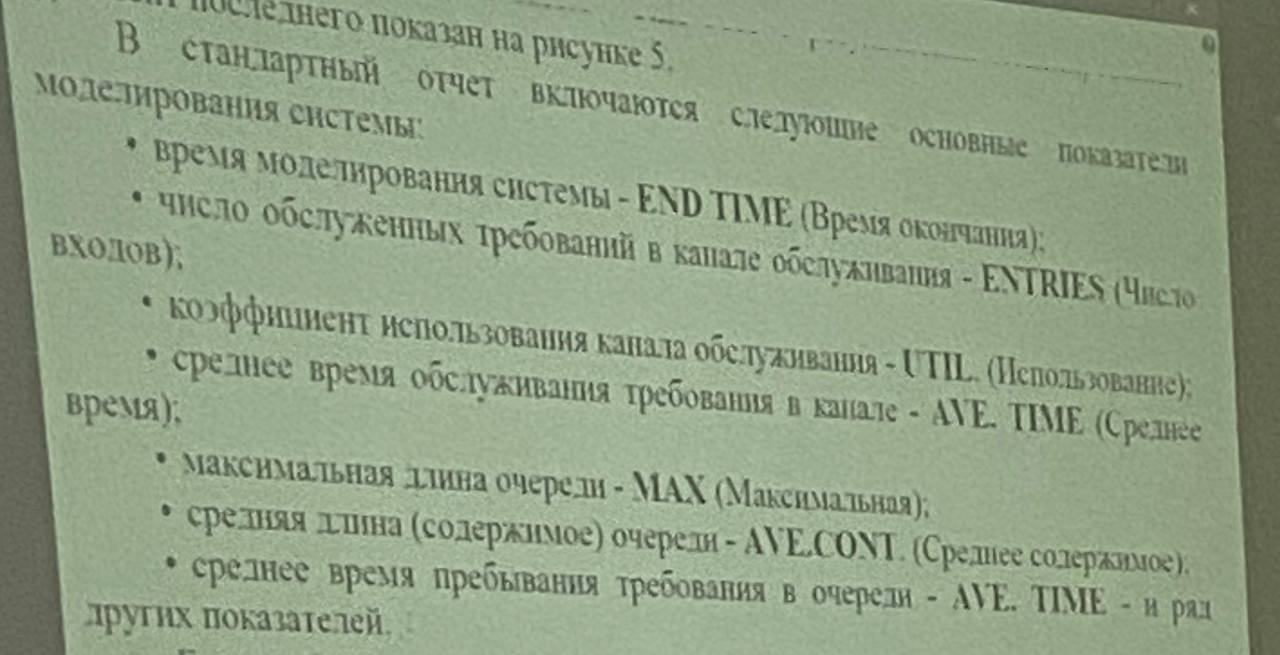 последнего показан на рисунке 5.
В стандартный отчет включаются следующие основные показатели
моделирования системы:
• время моделирования системы - END TIME (Время окончания);
• число обслуженных требований в канале обслуживания - ENTRIES (Число
входов);
• коэффициент использования канала обслуживания - UTIL. (Использование);
• среднее время обслуживания требования в канале - AVE. TIME (Среднее
время);
• максимальная длина очереди - MAX (Максимальная);
• средняя длина (содержимое) очереди - AVE.CONT. (Среднее содержимое);
• среднее время пребывания требования в очереди - AVE. TIME - и ряд
других показателей.